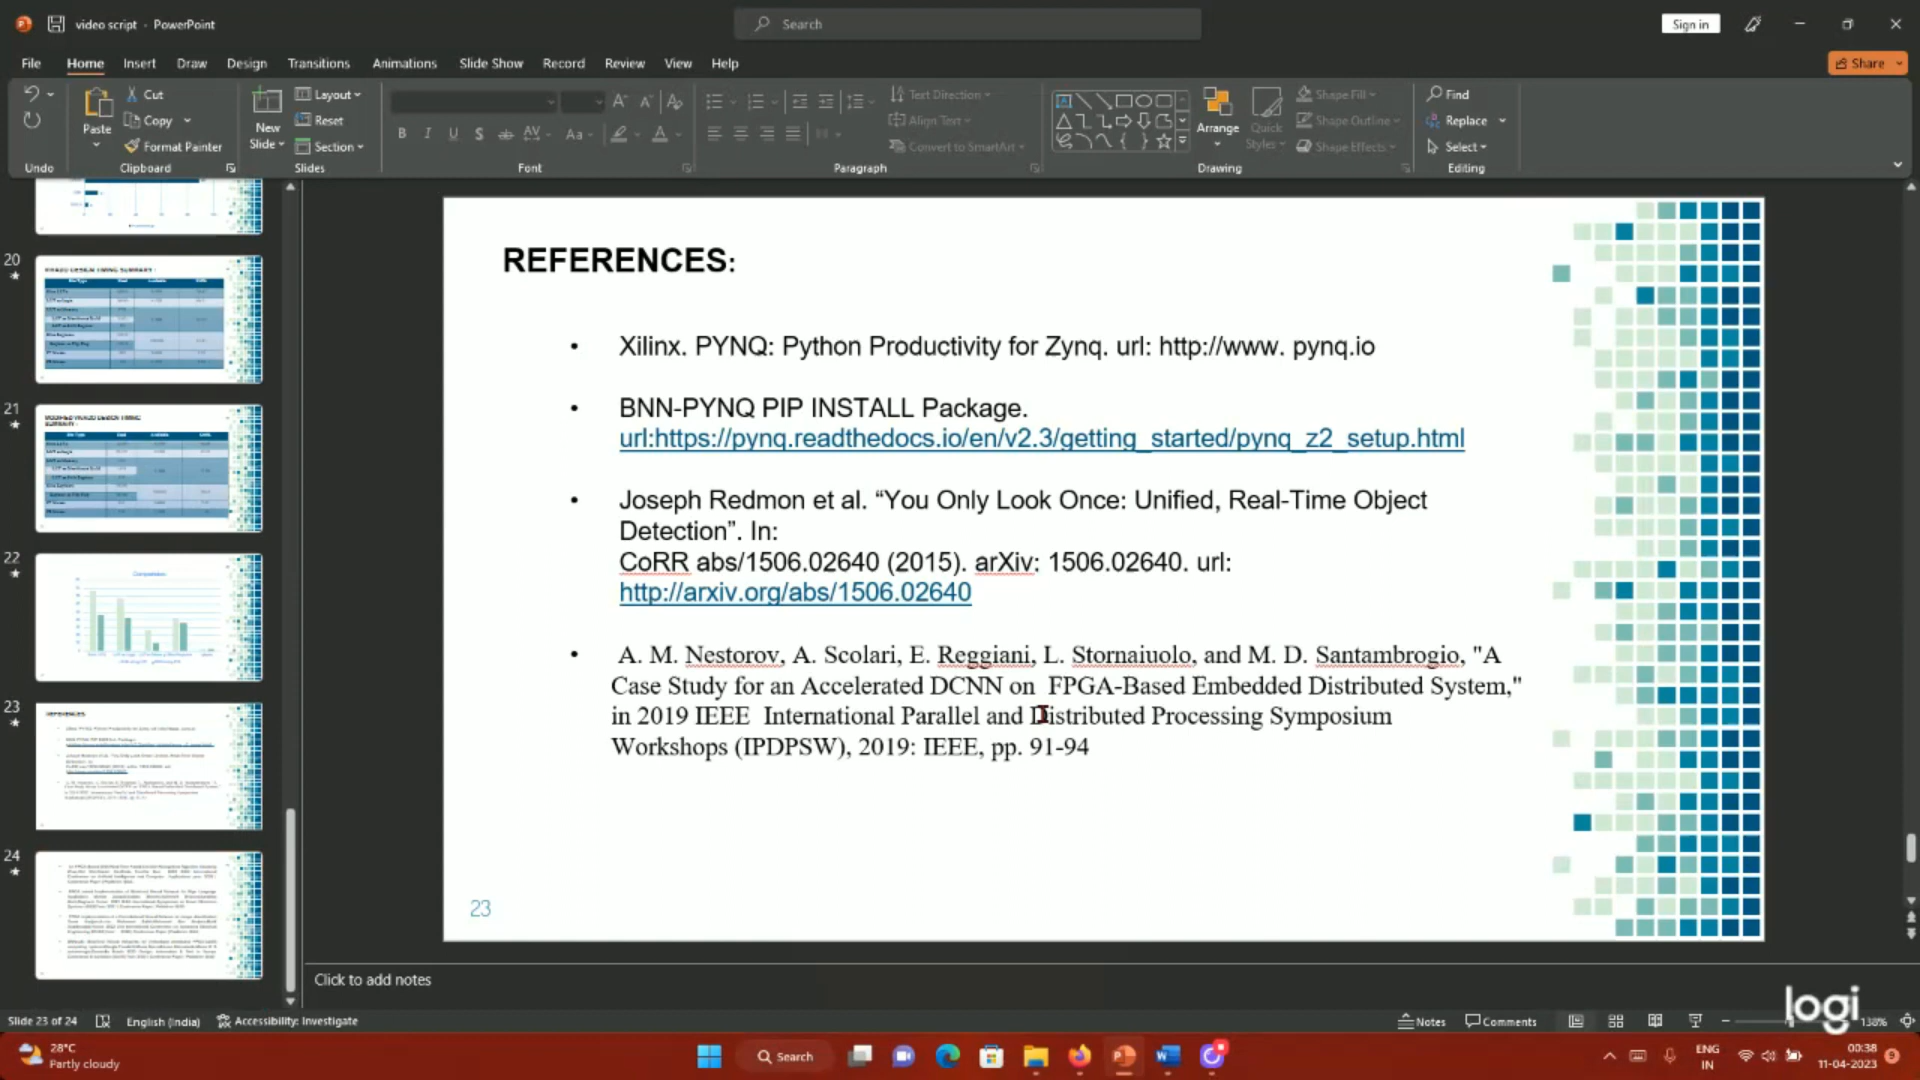 video script - PowerPoint
Search
Sign in
File Home Insert Draw Design Transitions Animations Slide Show Record Review View Help
Share
Paste
Cut
Copy
Format Painter
New Slide
Layout
Reset
Section
Text Direction
Align Text
Convert to SmartArt
Arrange
Quick Styles
Shape Fill
Shape Outline
Shape Effects
Find
Replace
Select
Undo Clipboard Slides Font Paragraph Drawing Editing
20
21
22
23
24
REFERENCES:
• Xilinx. PYNQ: Python Productivity for Zynq. url: http://www. pynq.io
• BNN-PYNQ PIP INSTALL Package.
url:https://pynq.readthedocs.io/en/v2.3/getting_started/pynq_z2_setup.html
• Joseph Redmon et al. “You Only Look Once: Unified, Real-Time Object
Detection”. In:
CoRR abs/1506.02640 (2015). arXiv: 1506.02640. url:
http://arxiv.org/abs/1506.02640
• A. M. Nestorov, A. Scolari, E. Reggiani, L. Stornaiuolo, and M. D. Santambrogio, "A
Case Study for an Accelerated DCNN on FPGA-Based Embedded Distributed System,"
in 2019 IEEE International Parallel and Distributed Processing Symposium
Workshops (IPDPSW), 2019: IEEE, pp. 91-94
23
Click to add notes
logi
Slide 23 of 24 English (India) Accessibility: Investigate
Notes Comments 138%
28°C
Partly cloudy
Search
ENG
IN
00:38
11-04-2023
9